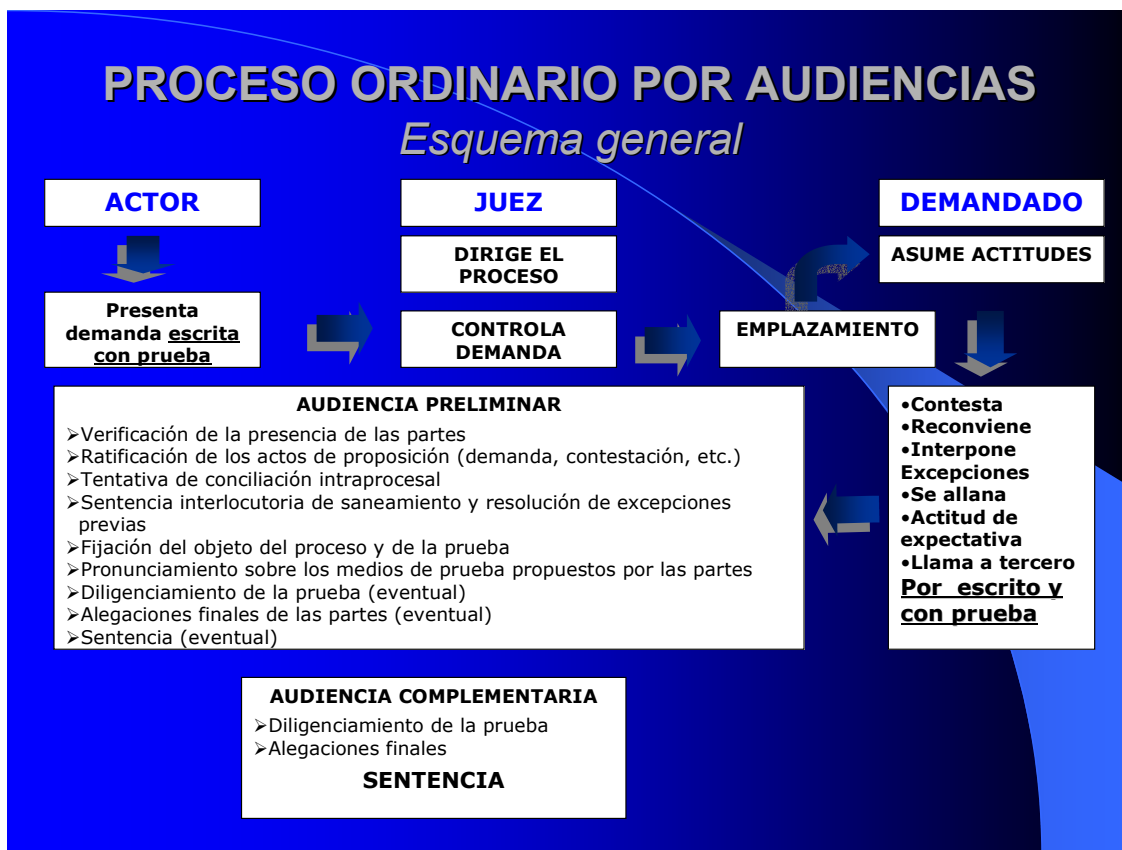 PROCESO ORDINARIO POR AUDIENCIAS
Esquema general
ACTOR
JUEZ
DEMANDADO
DIRIGE EL
PROCESO
ASUME ACTITUDES
Presenta
demanda escrita
con prueba
CONTROLA
DEMANDA
EMPLAZAMIENTO
AUDIENCIA PRELIMINAR
➢Verificación de la presencia de las partes
➢Ratificación de los actos de proposición (demanda, contestación, etc.)
➢Tentativa de conciliación intraprocesal
➢Sentencia interlocutoria de saneamiento y resolución de excepciones
previas
➢Fijación del objeto del proceso y de la prueba
➢Pronunciamiento sobre los medios de prueba propuestos por las partes
➢Diligenciamiento de la prueba (eventual)
➢Alegaciones finales de las partes (eventual)
➢Sentencia (eventual)
•Contesta
•Reconviene
•Interpone
Excepciones
•Se allana
•Actitud de
expectativa
•Llama a tercero
Por escrito y
con prueba
AUDIENCIA COMPLEMENTARIA
➢Diligenciamiento de la prueba
➢Alegaciones finales
SENTENCIA